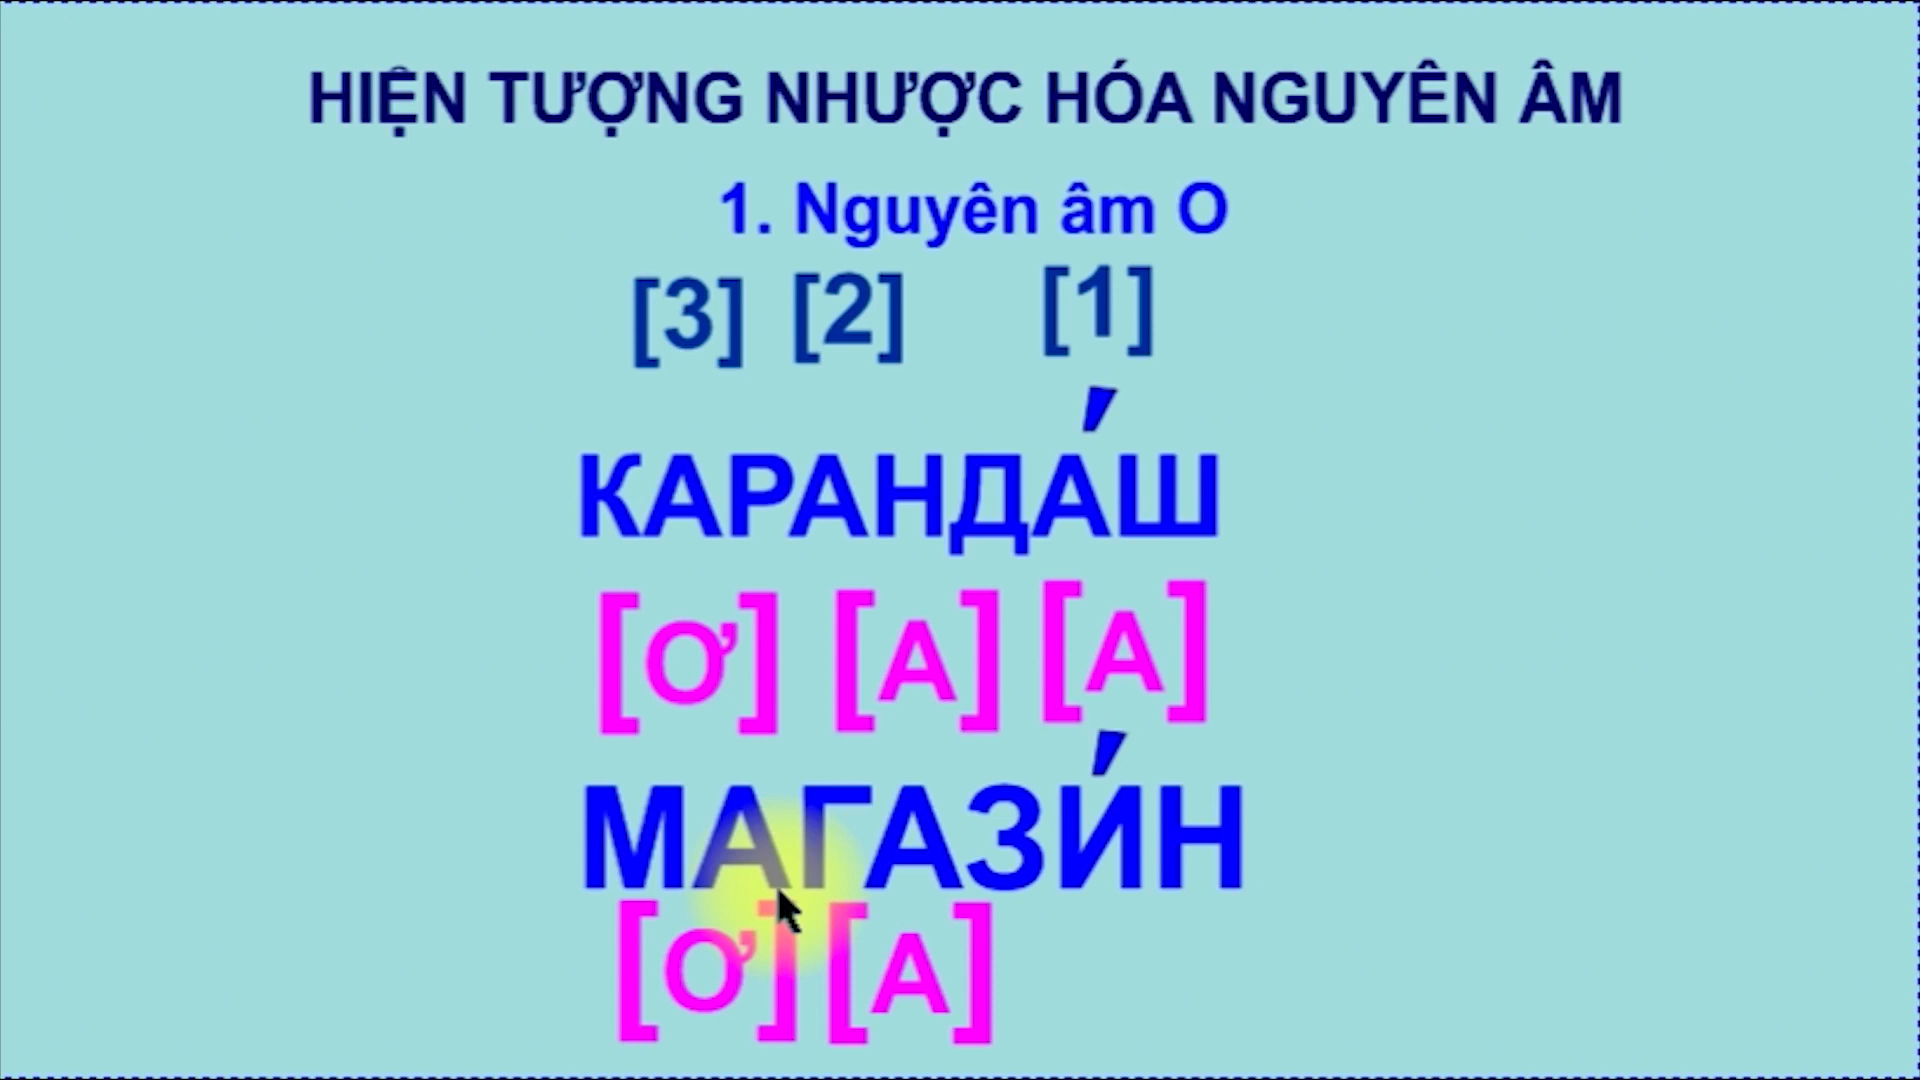 HIỆN TƯỢNG NHƯỢC HÓA NGUYÊN ÂM
1. Nguyên âm O
[3] [2] [1]
КАРАНДА́Ш
[Ơ] [A] [A]
МАГАЗИ́Н
[Ơ] [A]